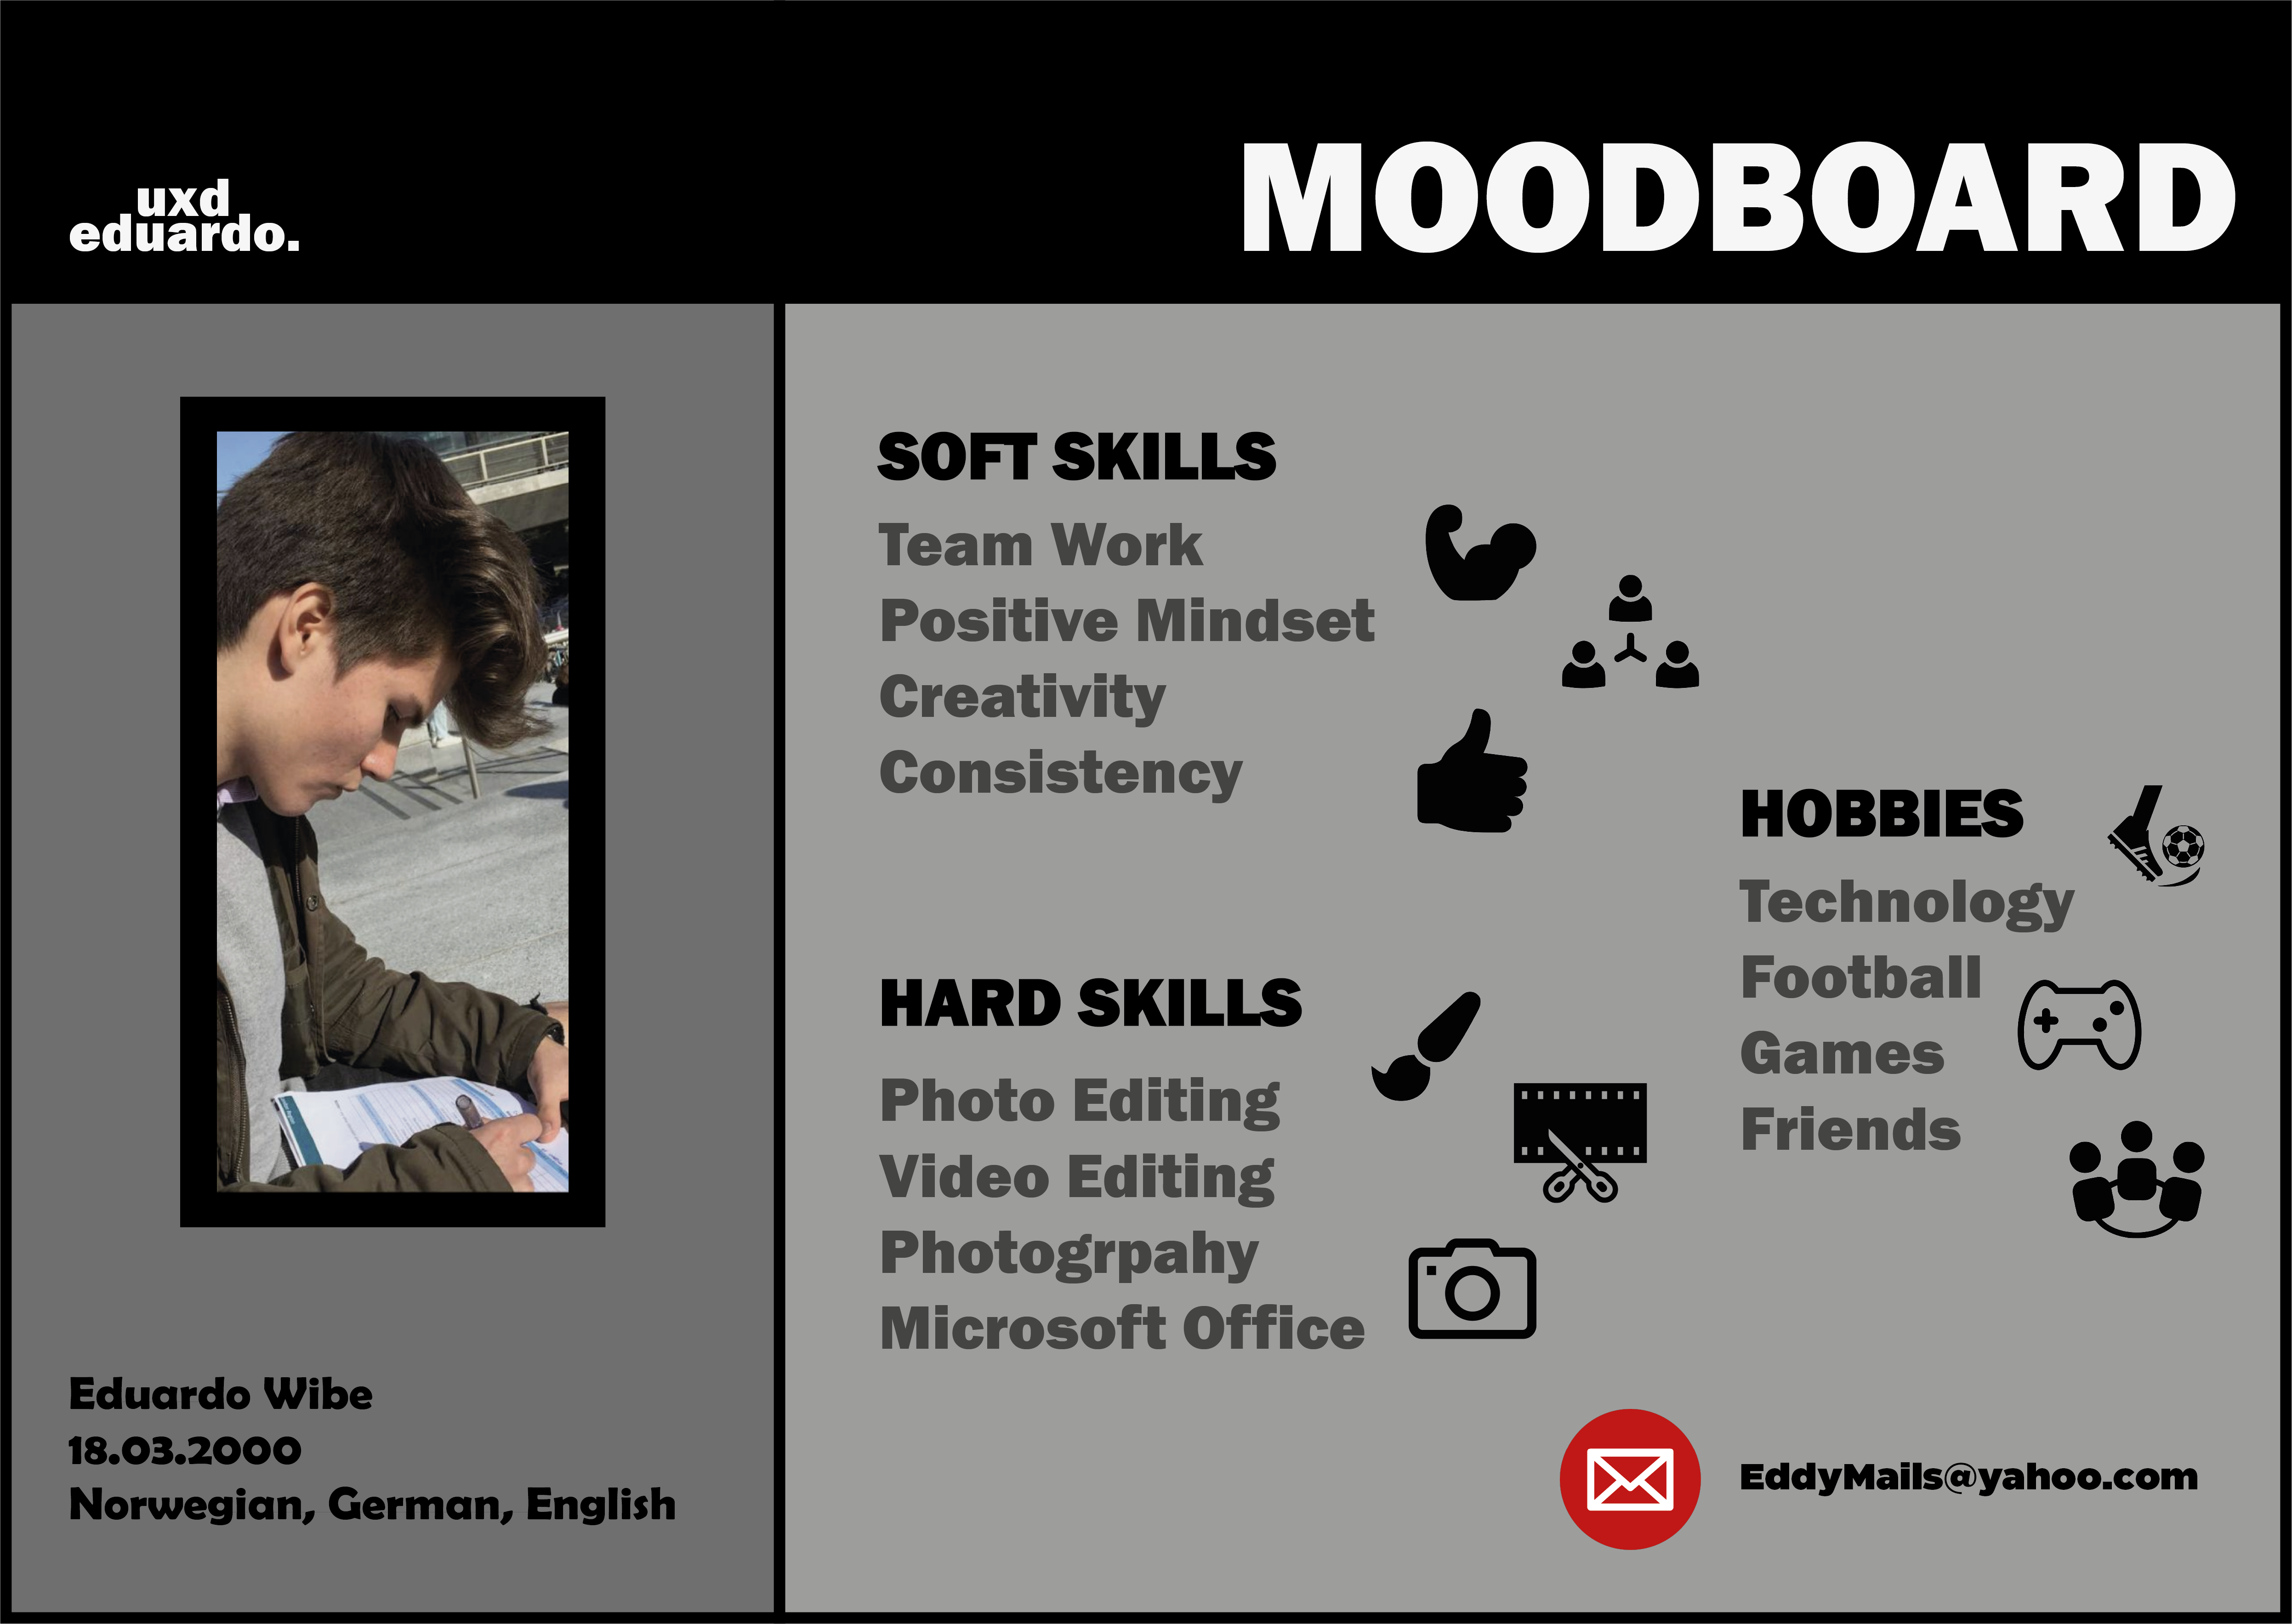 uxd
eduardo.
MOODBOARD
SOFT SKILLS
Team Work
Positive Mindset
Creativity
Consistency
HARD SKILLS
Photo Editing
Video Editing
Photogrpahy
Microsoft Office
HOBBIES
Technology
Football
Games
Friends
Eduardo Wibe
18.03.2000
Norwegian, German, English
EddyMails@yahoo.com